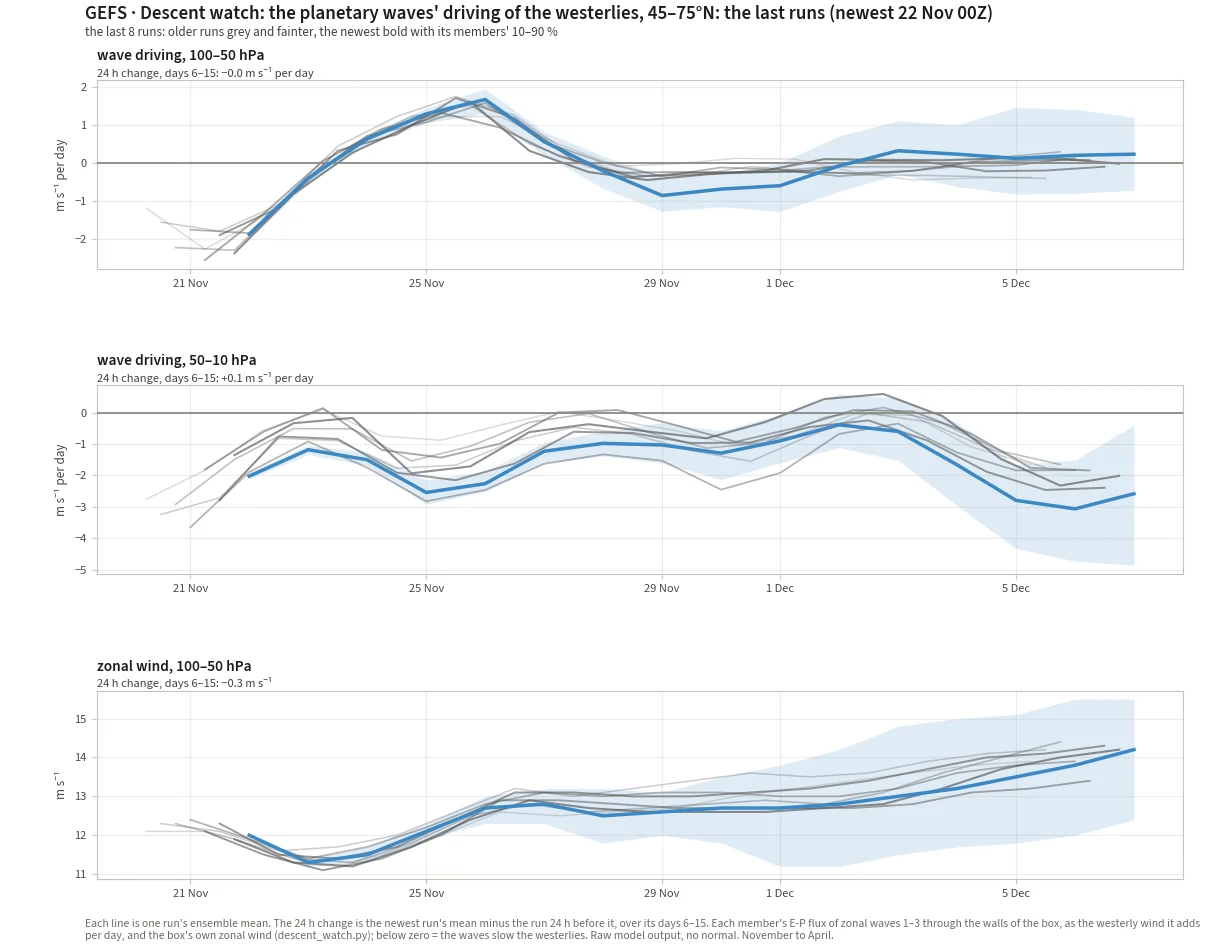 GEFS · Descent watch: the planetary waves' driving of the westerlies, 45–75°N: the last runs (newest 22 Nov 00Z)
the last 8 runs: older runs grey and fainter, the newest bold with its members' 10–90 %
wave driving, 100–50 hPa
24 h change, days 6–15: −0.0 m s⁻¹ per day
2
1
0
−1
−2
m s⁻¹ per day
21 Nov
25 Nov
29 Nov
1 Dec
5 Dec
wave driving, 50–10 hPa
24 h change, days 6–15: +0.1 m s⁻¹ per day
0
−1
−2
−3
−4
−5
m s⁻¹ per day
21 Nov
25 Nov
29 Nov
1 Dec
5 Dec
zonal wind, 100–50 hPa
24 h change, days 6–15: −0.3 m s⁻¹
15
14
13
12
11
m s⁻¹
21 Nov
25 Nov
29 Nov
1 Dec
5 Dec
Each line is one run's ensemble mean. The 24 h change is the newest run's mean minus the run 24 h before it, over its days 6–15. Each member's E-P flux of zonal waves 1–3 through the walls of the box, as the westerly wind it adds
per day, and the box's own zonal wind (descent_watch.py); below zero = the waves slow the westerlies. Raw model output, no normal. November to April.